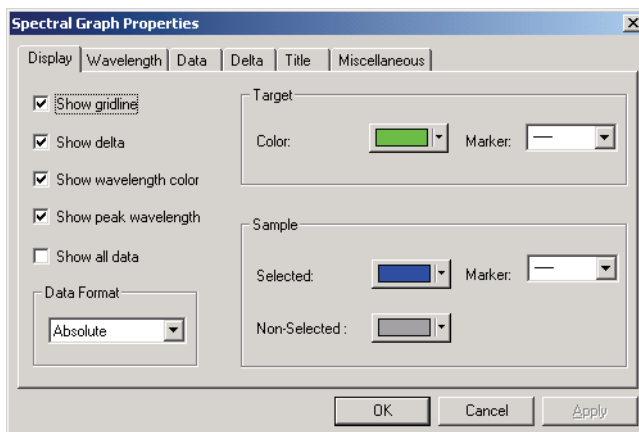 Spectral Graph Properties
Display Wavelength Data Delta Title Miscellaneous
Show gridline
Show delta
Show wavelength color
Show peak wavelength
Show all data
Data Format
Absolute
Target
Color: Marker:
Sample
Selected: Marker:
Non-Selected :
OK Cancel Apply